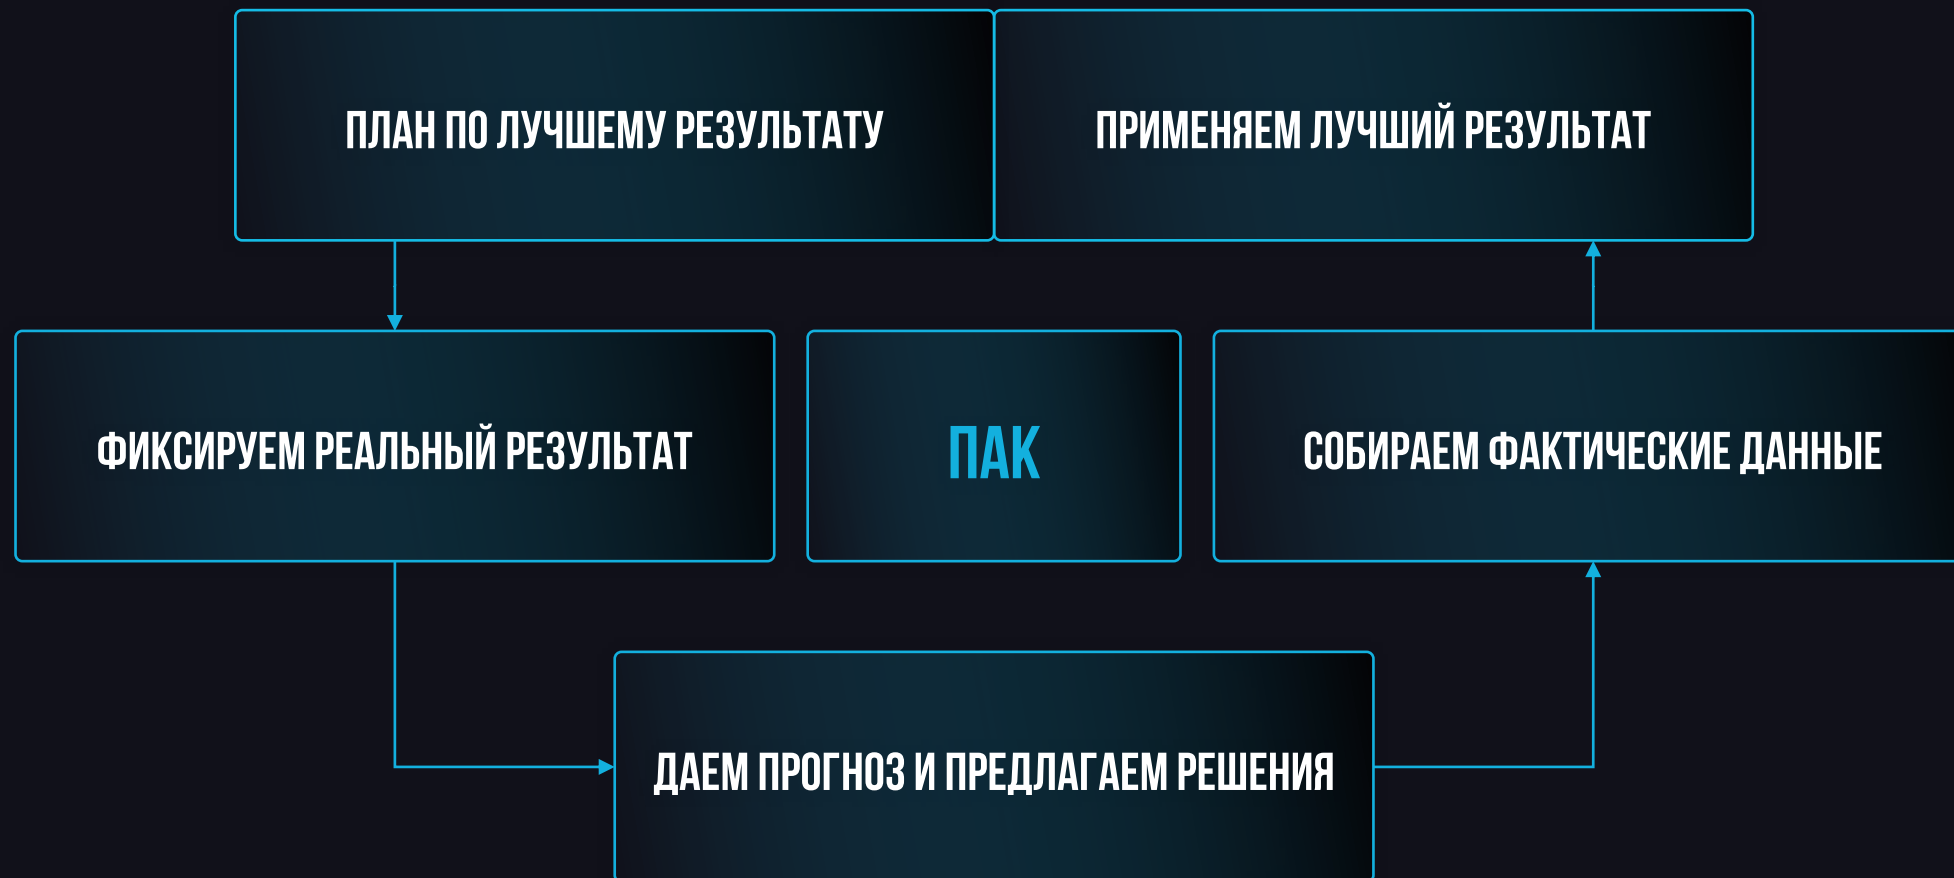 ПЛАН ПО ЛУЧШЕМУ РЕЗУЛЬТАТУ
ПРИМЕНЯЕМ ЛУЧШИЙ РЕЗУЛЬТАТ
ФИКСИРУЕМ РЕАЛЬНЫЙ РЕЗУЛЬТАТ
ПАК
СОБИРАЕМ ФАКТИЧЕСКИЕ ДАННЫЕ
ДАЕМ ПРОГНОЗ И ПРЕДЛАГАЕМ РЕШЕНИЯ